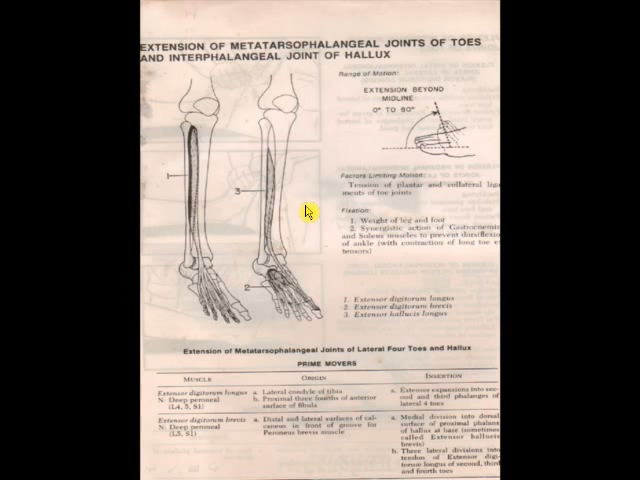 EXTENSION OF METATARSOPHALANGEAL JOINTS OF TOES
AND INTERPHALANGEAL JOINT OF HALLUX
Range of Motion:
EXTENSION BEYOND
MIDLINE
0° TO 80°
Factors Limiting Motion:
Tension of plantar and collateral liga
ments of toe joints
Fixation:
1. Weight of leg and foot
2. Synergistic action of Gastrocnemi
and Soleus muscles to prevent dorsiflexio
of ankle (with contraction of long toe e
tensors)
1
3
2
1. Extensor digitorum longus
2. Extensor digitorum brevis
3. Extensor hallucis longus
Extension of Metatarsophalangeal Joints of Lateral Four Toes and Hallux
PRIME MOVERS
MUSCLE ORIGIN INSERTION
Extensor digitorum longus
N: Deep peroneal
(L4, 5, S1)
a. Lateral condyle of tibia
b. Proximal three fourths of anterior
surface of fibula
a. Extensor expansions into sec-
ond and third phalanges of
lateral 4 toes
Extensor digitorum brevis
N: Deep peroneal
(L5, S1)
a. Distal and lateral surfaces of cal-
caneus in front of groove for
Peroneus brevis muscle
a. Medial division into dorsal
surface of proximal phalanx
of hallux at base (sometimes
called Extensor hallucis
brevis)
b. Three lateral divisions into
tendon of Extensor digi-
torum longus of second, third
and fourth toes